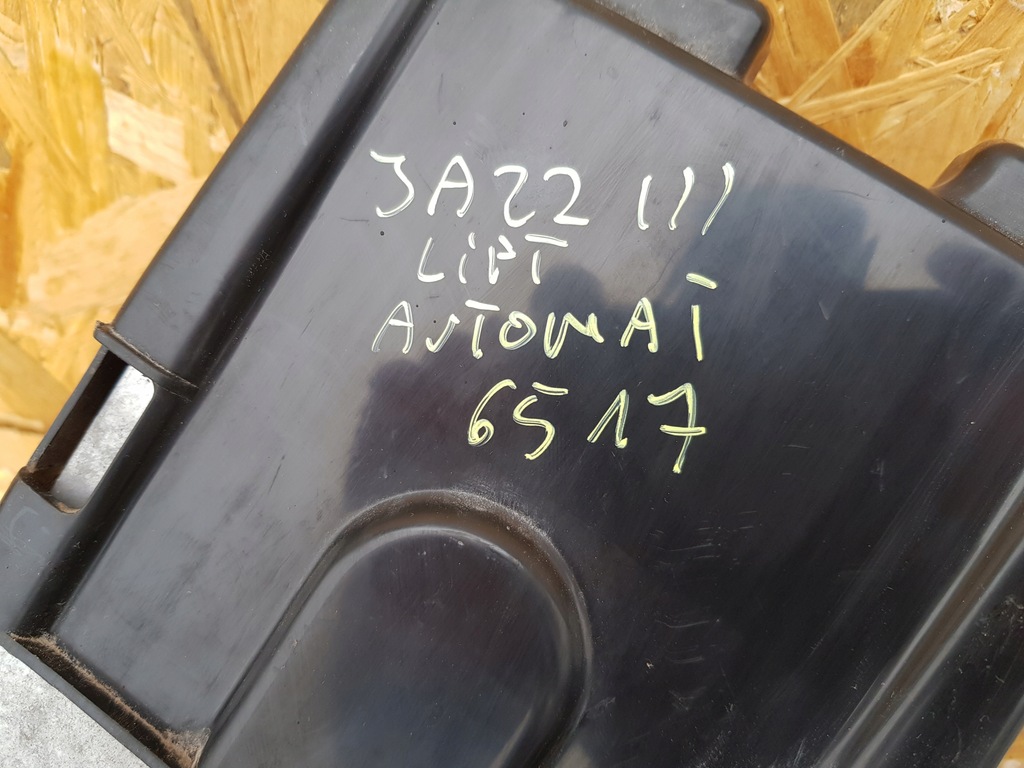 JAZZ III
LiFT
AUTOMAT
6517